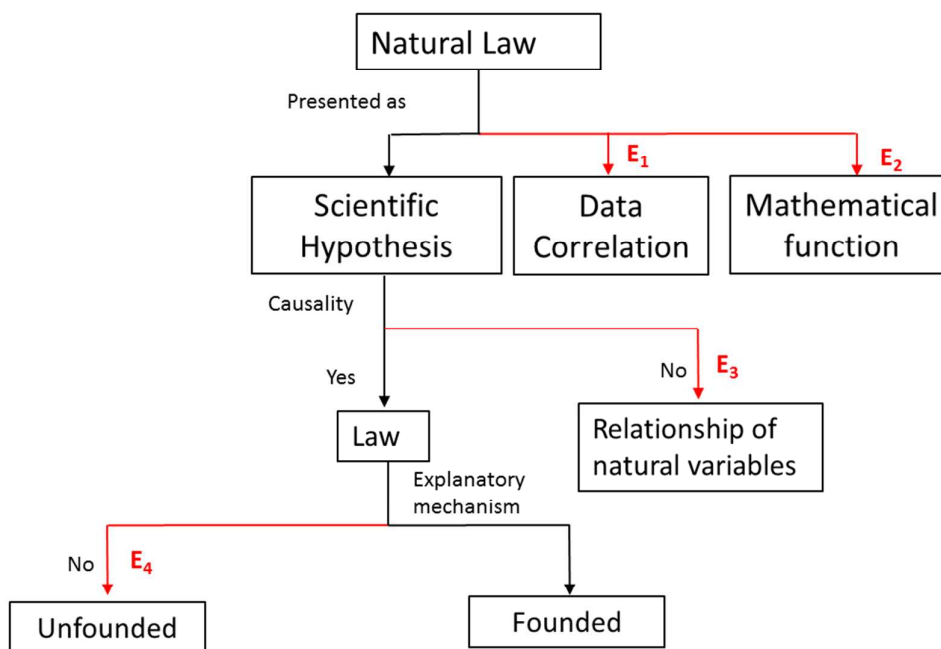 Natural Law
Presented as
E₁
E₂
Scientific
Hypothesis
Data
Correlation
Mathematical
function
Causality
Yes
No
E₃
Law
Relationship of
natural variables
Explanatory
mechanism
No
E₄
Unfounded
Founded